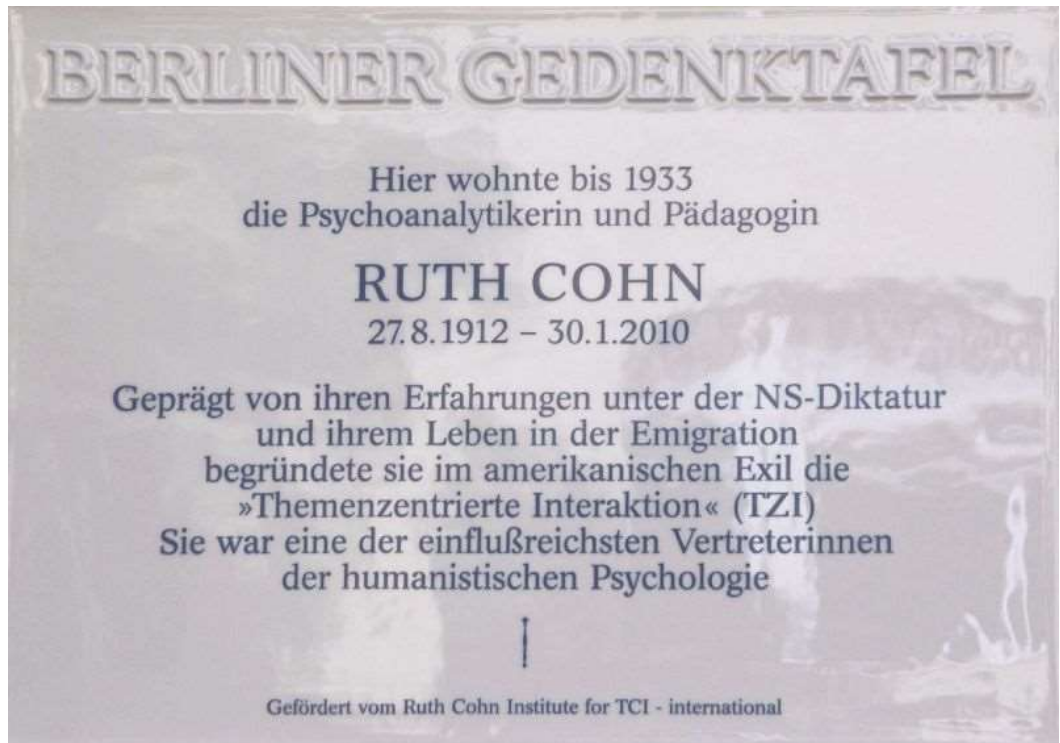 BERLINER GEDENKTAFEL
Hier wohnte bis 1933
die Psychoanalytikerin und Pädagogin
RUTH COHN
27.8.1912 – 30.1.2010
Geprägt von ihren Erfahrungen unter der NS-Diktatur
und ihrem Leben in der Emigration
begründete sie im amerikanischen Exil die
»Themenzentrierte Interaktion« (TZI)
Sie war eine der einflußreichsten Vertreterinnen
der humanistischen Psychologie
Gefördert vom Ruth Cohn Institute for TCI - international